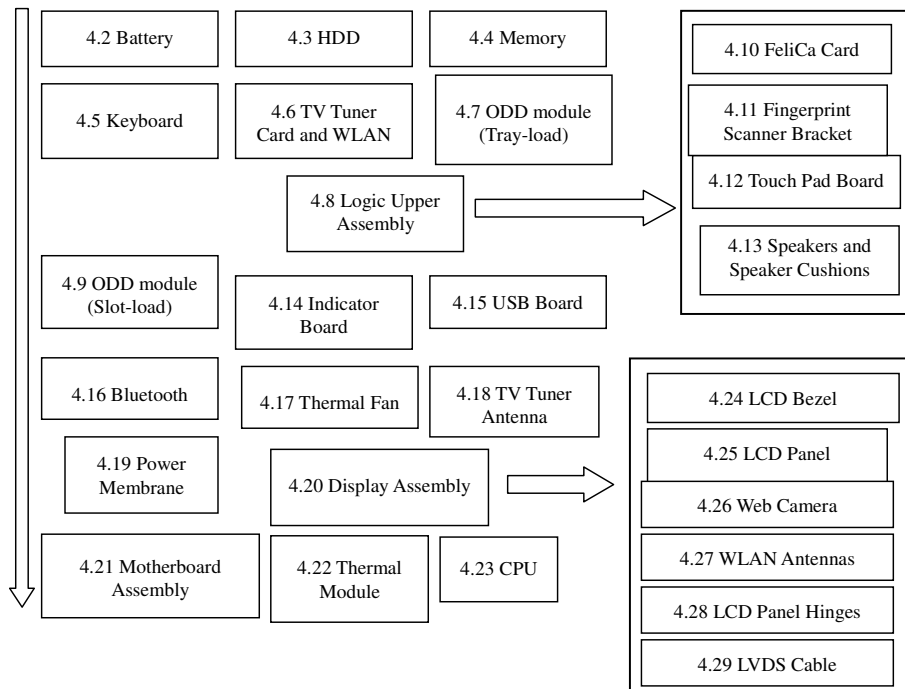 4.2 Battery
4.3 HDD
4.4 Memory
4.5 Keyboard
4.6 TV Tuner
Card and WLAN
4.7 ODD module
(Tray-load)
4.8 Logic Upper
Assembly
4.10 FeliCa Card
4.11 Fingerprint
Scanner Bracket
4.12 Touch Pad Board
4.13 Speakers and
Speaker Cushions
4.9 ODD module
(Slot-load)
4.14 Indicator
Board
4.15 USB Board
4.16 Bluetooth
4.17 Thermal Fan
4.18 TV Tuner
Antenna
4.19 Power
Membrane
4.20 Display Assembly
4.24 LCD Bezel
4.25 LCD Panel
4.26 Web Camera
4.27 WLAN Antennas
4.28 LCD Panel Hinges
4.29 LVDS Cable
4.21 Motherboard
Assembly
4.22 Thermal
Module
4.23 CPU